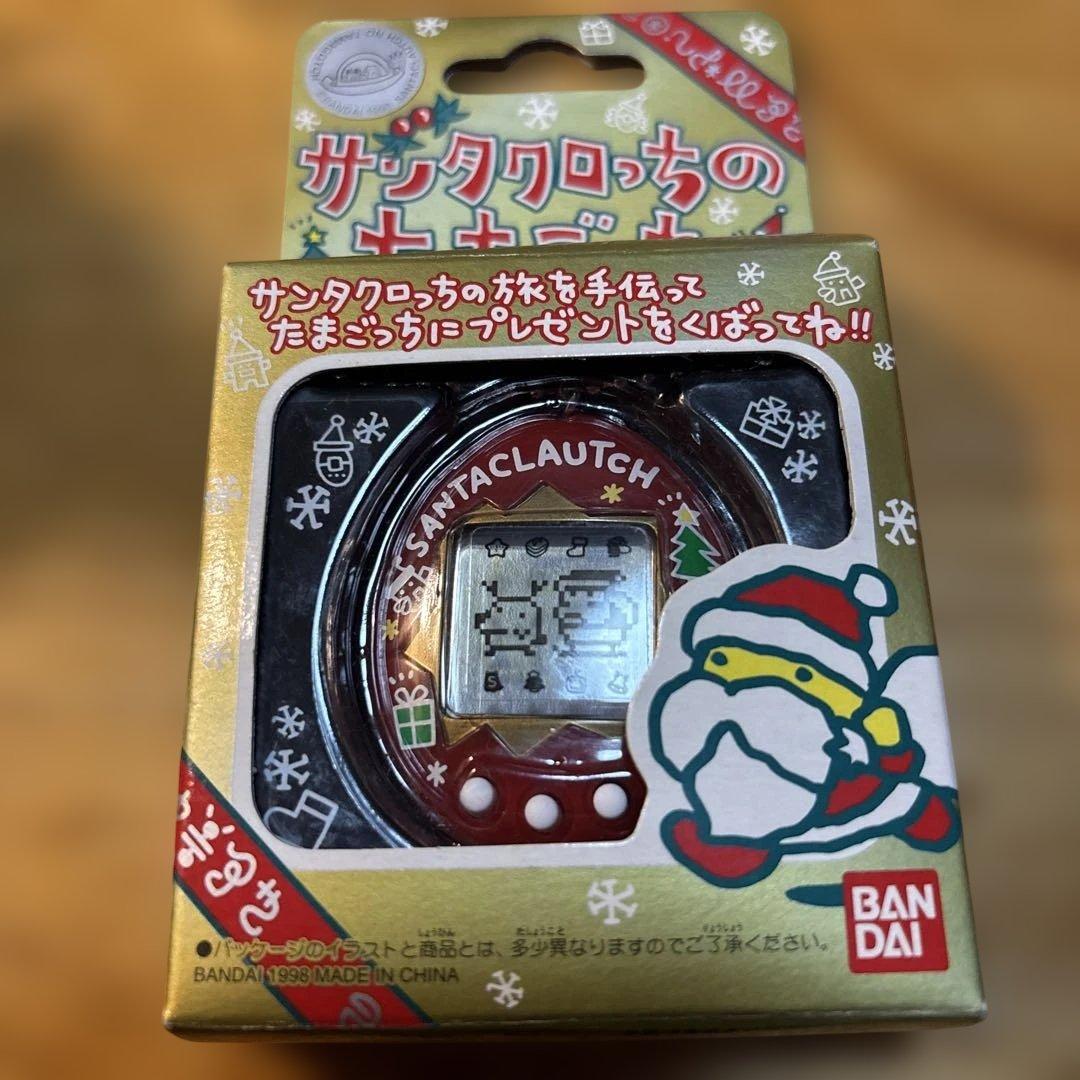 サンタクロっちの
サンタクロっちの旅を手伝って
たまごっちにプレゼントをくばってね!!
SANTACLAUTCH
S
BAN
DAI
●パッケージのイラストと商品とは、多少異なりますのでご了承ください。
BANDAI 1998 MADE IN CHINA